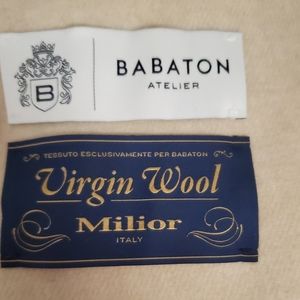 B
BABATON
ATELIER
TESSUTO ESCLUSIVAMENTE PER BABATON
Virgin Wool
Milior
ITALY